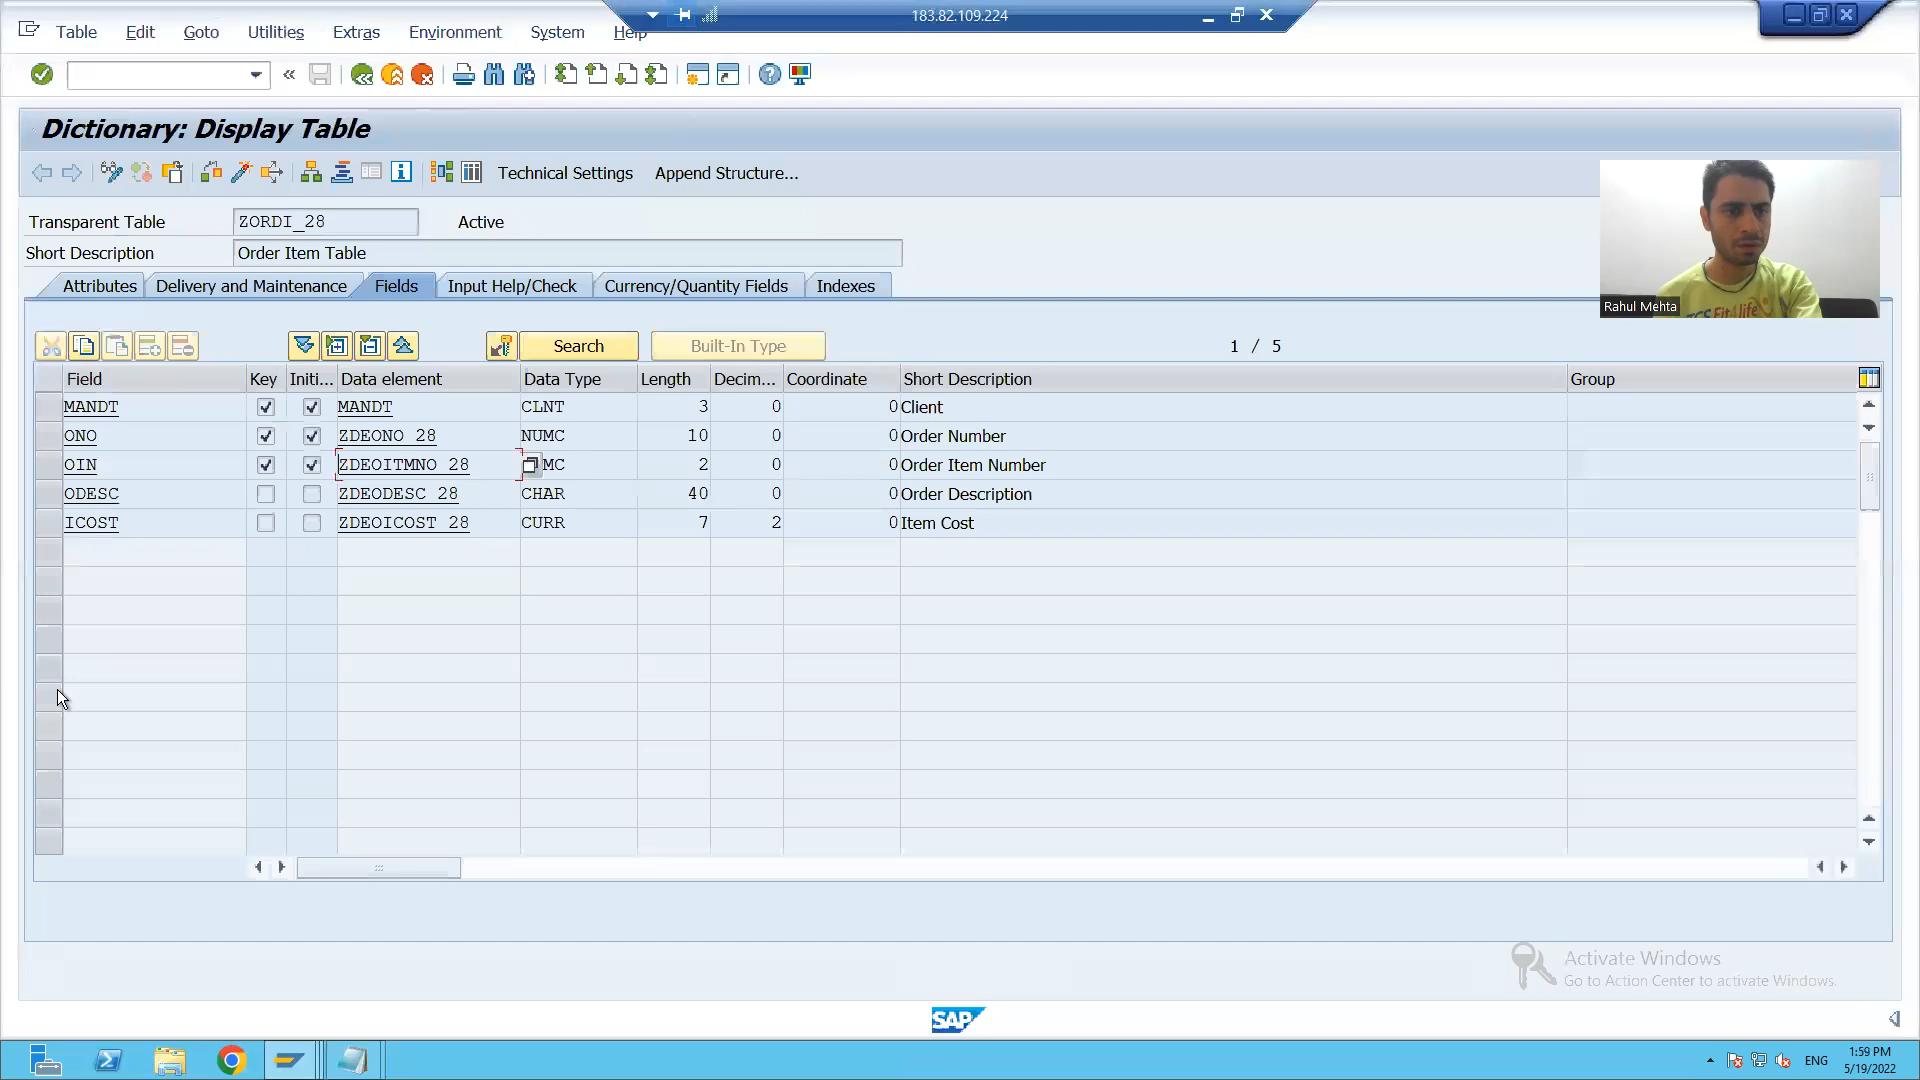 183.82.109.224
Table Edit Goto Utilities Extras Environment System Help
Dictionary: Display Table
Technical Settings Append Structure...
Transparent Table ZORDI_28 Active
Short Description Order Item Table
Attributes Delivery and Maintenance Fields Input Help/Check Currency/Quantity Fields Indexes
Rahul Mehta
Search Built-In Type 1 / 5
Field Key Initi... Data element Data Type Length Decim... Coordinate Short Description Group
MANDT MANDT CLNT 3 0 0 Client
ONO ZDEONO_28 NUMC 10 0 0 Order Number
OIN ZDEOITMNO_28 MC 2 0 0 Order Item Number
ODESC ZDEODESC_28 CHAR 40 0 0 Order Description
ICOST ZDEOICOST_28 CURR 7 2 0 Item Cost
Activate Windows
Go to Action Center to activate Windows.
SAP
ENG
1:59 PM
5/19/2022